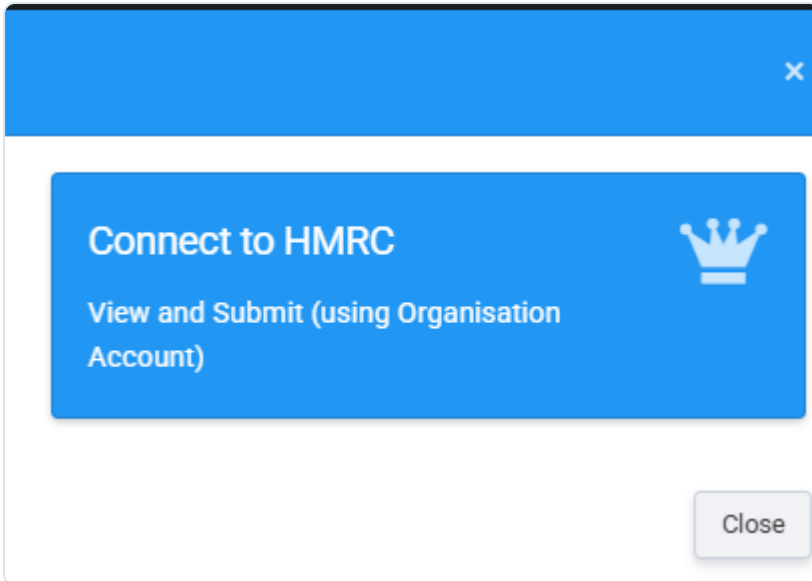 ×
Connect to HMRC
View and Submit (using Organisation
Account)
Close